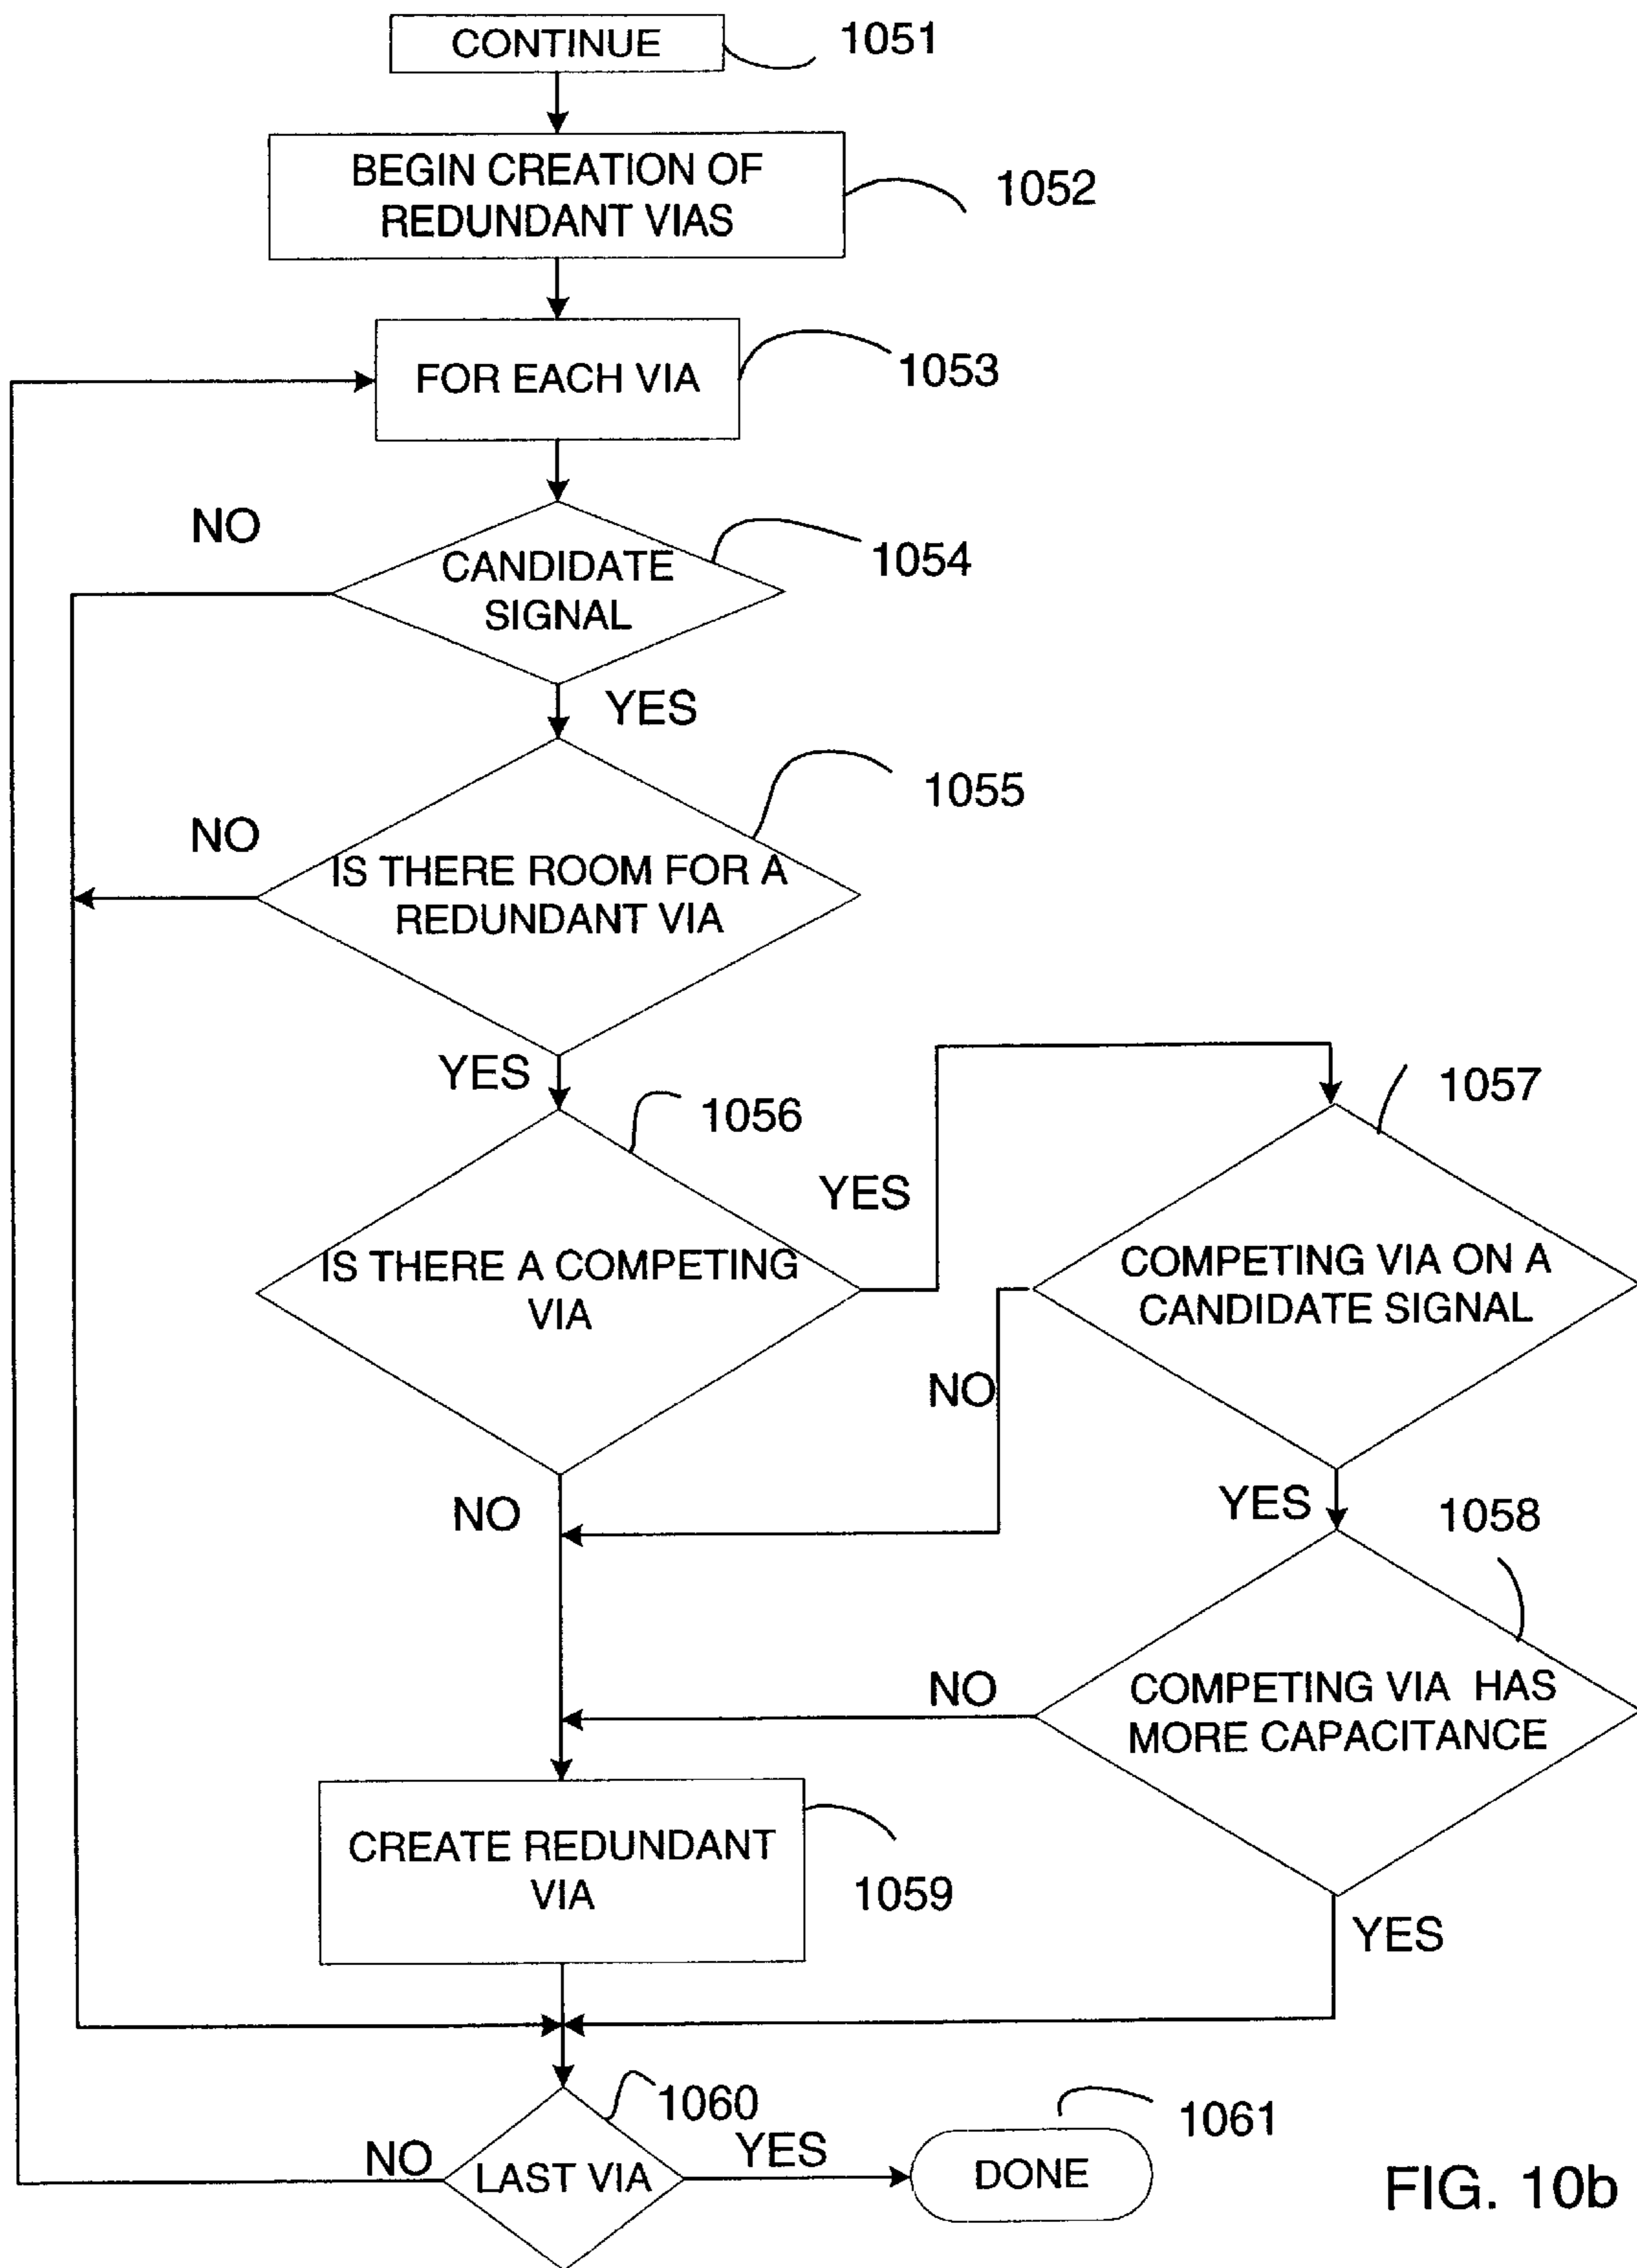 CONTINUE
1051
BEGIN CREATION OF
REDUNDANT VIAS
1052
FOR EACH VIA
1053
NO
CANDIDATE
SIGNAL
1054
YES
1055
NO
IS THERE ROOM FOR A
REDUNDANT VIA
YES
1056
1057
YES
IS THERE A COMPETING
VIA
COMPETING VIA ON A
CANDIDATE SIGNAL
NO
NO
YES
1058
NO
COMPETING VIA HAS
MORE CAPACITANCE
CREATE REDUNDANT
VIA
1059
YES
1060
1061
NO
LAST VIA
YES
DONE
FIG. 10b